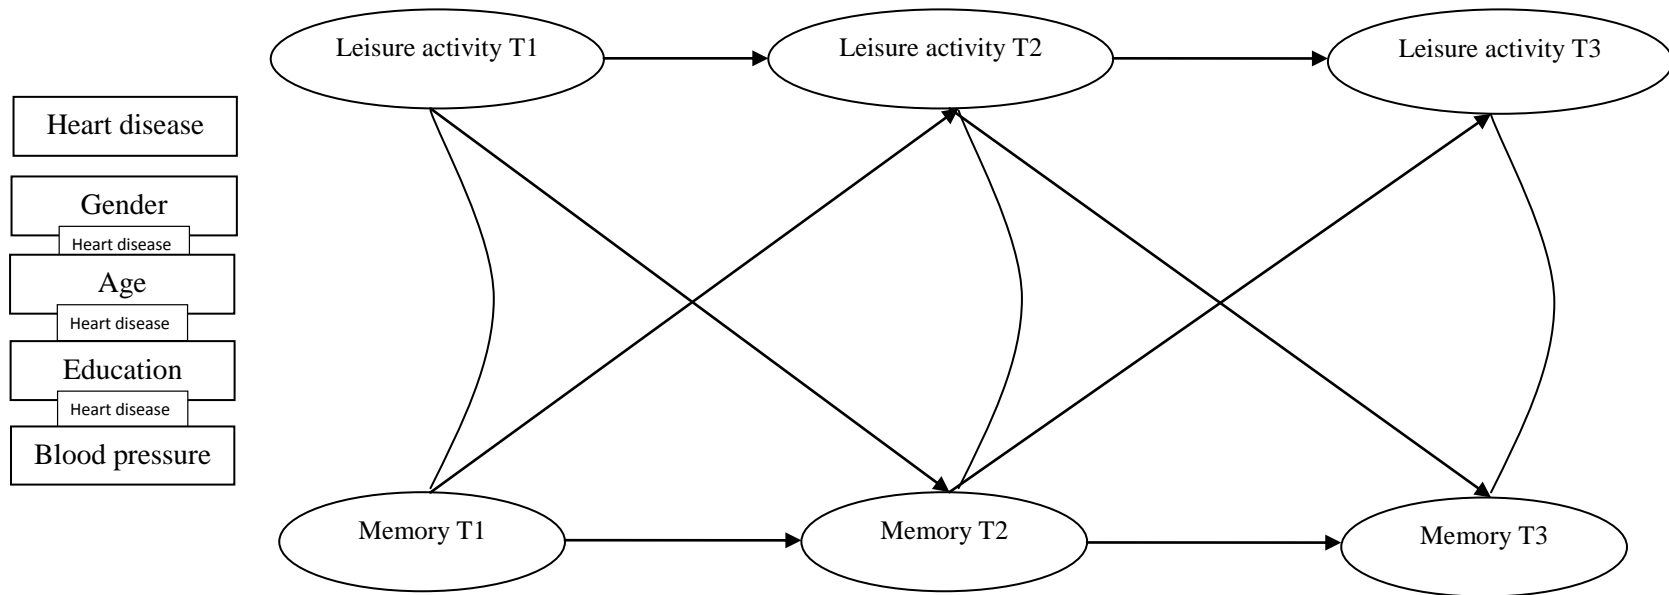 Leisure activity T1
Leisure activity T2
Leisure activity T3
Heart disease
Gender
Heart disease
Age
Heart disease
Education
Heart disease
Blood pressure
Memory T1
Memory T2
Memory T3